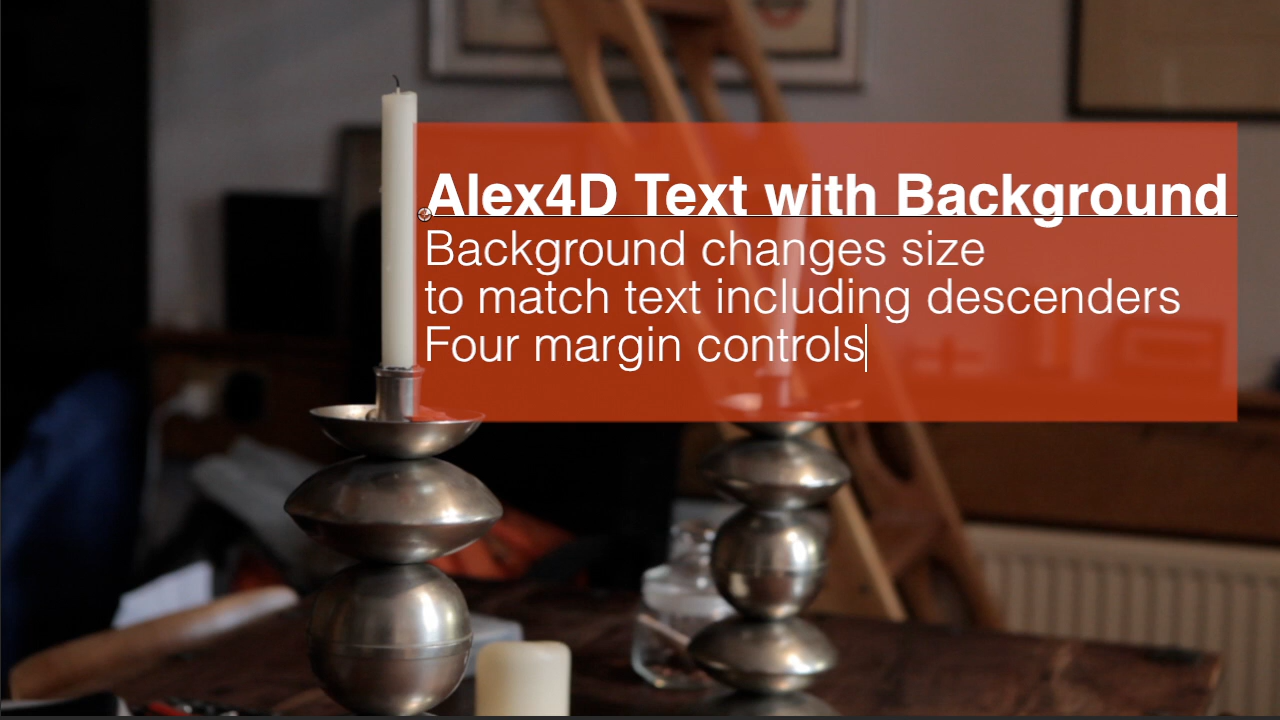 Alex4D Text with Background
Background changes size
to match text including descenders
Four margin controls